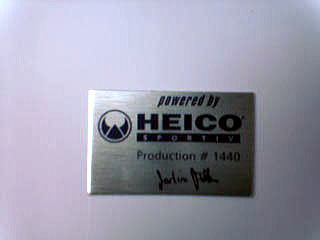 powered by
HEICO
SPORTIV
Production # 1440